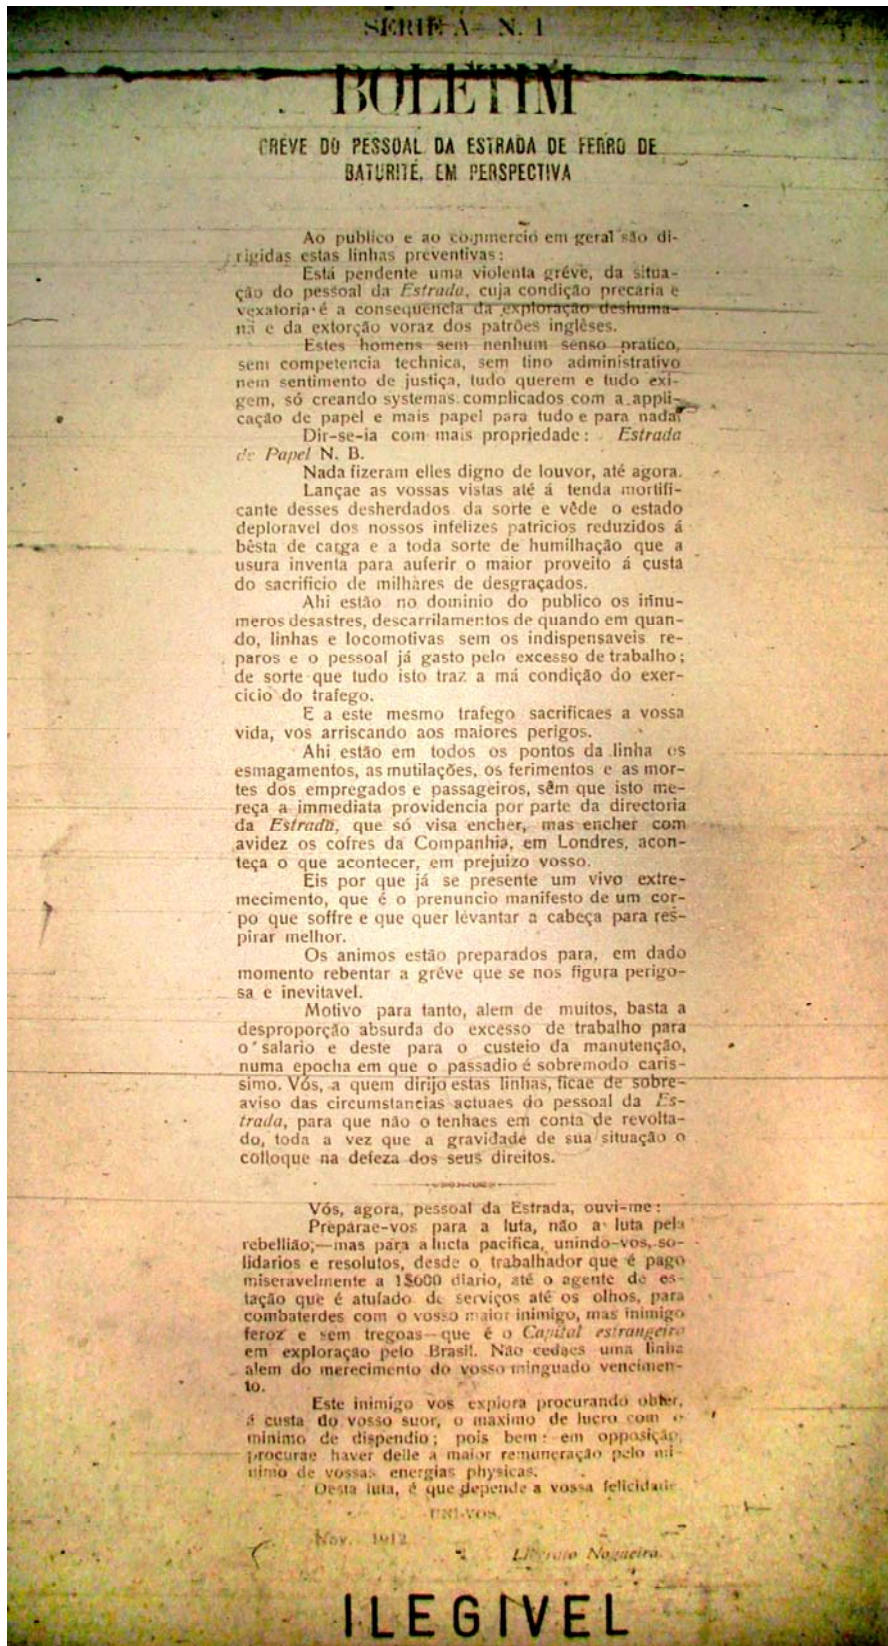 SERIE A - N. 1
BOLETIM
GREVE DO PESSOAL DA ESTRADA DE FERRO DE
BATURITÉ, EM PERSPECTIVA
Ao publico e ao commercio em geral são di-
rigidas estas linhas preventivas:
Está pendente uma violenta gréve, da situa-
ção do pessoal da Estrada, cuja condição precaria e
vexatoria é a consequencia da exploração deshuma-
na e da extorção voraz dos patrões inglêses.
Estes homens sem nenhum senso pratico,
sem competencia technica, sem tino administrativo
nem sentimento de justiça, tudo querem e tudo exi-
gem, só creando systemas complicados com a appli-
cação de papel e mais papel para tudo e para nada.
Dir-se-ia com mais propriedade: Estrada
de Papel N. B.
Nada fizeram elles digno de louvor, até agora.
Lançae as vossas vistas até á tenda mortifi-
cante desses desherdados da sorte e vêde o estado
deploravel dos nossos infelizes patricios reduzidos á
bêsta de carga e a toda sorte de humilhação que a
usura inventa para auferir o maior proveito á custa
do sacrificio de milhares de desgraçados.
Ahi estão no dominio do publico os innu-
meros desastres, descarrilamentos de quando em quan-
do, linhas e locomotivas sem os indispensaveis re-
paros e o pessoal já gasto pelo excesso de trabalho;
de sorte que tudo isto traz a má condição do exer-
cicio do trafego.
E a este mesmo trafego sacrificaes a vossa
vida, vos arriscando aos maiores perigos.
Ahi estão em todos os pontos da linha os
esmagamentos, as mutilações, os ferimentos e as mor-
tes dos empregados e passageiros, sêm que isto me-
reça a immediata providencia por parte da directoria
da Estrada, que só visa encher, mas encher com
avidez os cofres da Companhia, em Londres, acon-
teça o que acontecer, em prejuizo vosso.
Eis por que já se presente um vivo extre-
mecimento, que é o prenuncio manifesto de um cor-
po que soffre e que quer levantar a cabeça para res-
pirar melhor.
Os animos estão preparados para, em dado
momento rebentar a gréve que se nos figura perigo-
sa e inevitavel.
Motivo para tanto, alem de muitos, basta a
desproporção absurda do excesso de trabalho para
o salario e deste para o custeio da manutenção,
numa epocha em que o passadio é sobremodo caris-
simo. Vós, a quem dirijo estas linhas, ficae de sobre-
aviso das circumstancias actuaes do pessoal da Es-
trada, para que não o tenhaes em conta de revolta-
do, toda a vez que a gravidade de sua situação o
colloque na defeza dos seus direitos.
Vós, agora, pessoal da Estrada, ouvi-me:
Preparae-vos para a luta, não a luta pela
rebellião;—mas para a lucta pacifica, unindo-vos, so-
lidarios e resolutos, desde o trabalhador que é pago
miseravelmente a 1$600 diario, até o agente de es-
tação que é atufado de serviços até os olhos, para
combaterdes com o vosso maior inimigo, mas inimigo
feroz e sem tregoas—que é o Capital estrangeiro
em exploração pelo Brasil. Não cedaes uma linha
alem do merecimento do vosso minguado vencimen-
to.
Este inimigo vos explora procurando obter,
á custa do vosso suor, o maximo de lucro com o
minimo de dispendio; pois bem: em opposição,
procurae haver delle a maior remuneração pelo mi-
nimo de vossas energias physicas.
Desta luta, é que depende a vossa felicidade
UNI-VOS.
Nov. 1912
Nogueira.
ILEGIVEL